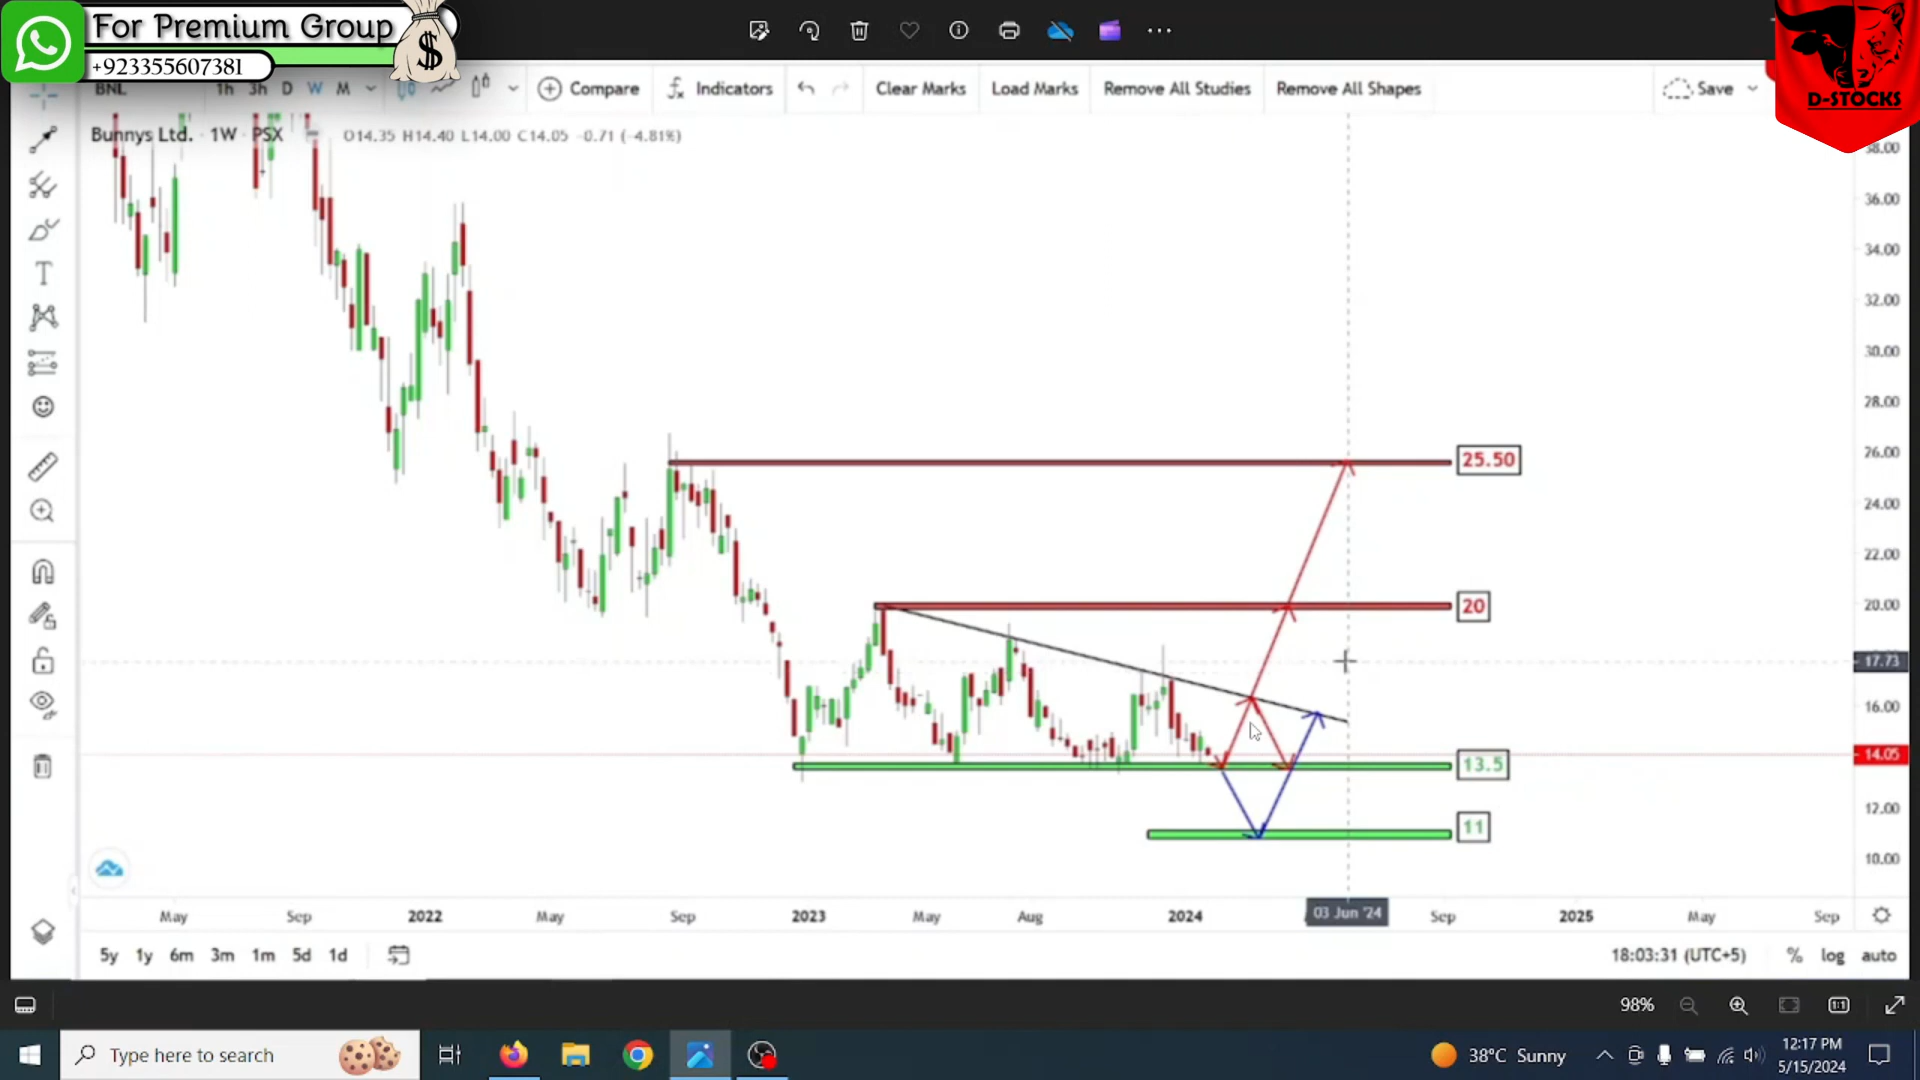 For Premium Group
+923355607381
$
D-STOCKS
BNL 1h 3h D W M Compare Indicators Clear Marks Load Marks Remove All Studies Remove All Shapes Save
Bunnys Ltd. · 1W · PSX O14.35 H14.40 L14.00 C14.05 -0.71 (-4.81%)
38.00
36.00
34.00
32.00
30.00
28.00
26.00
25.50
24.00
22.00
20.00
20
17.73
16.00
14.05
13.5
12.00
11
10.00
May Sep 2022 May Sep 2023 May Aug 2024 03 Jun '24 Sep 2025 May Sep
5y 1y 6m 3m 1m 5d 1d 18:03:31 (UTC+5) % log auto
98%
Type here to search
38°C Sunny
12:17 PM
5/15/2024